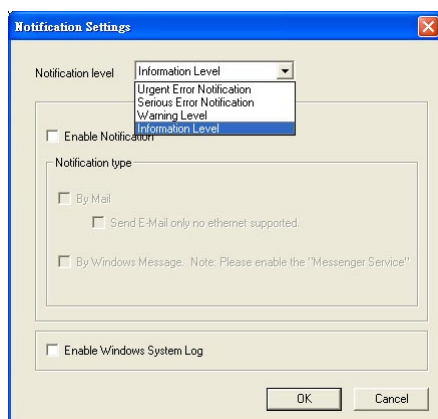 Notification Settings
Notification level Information Level
Urgent Error Notification
Serious Error Notification
Warning Level
Information Level
Enable Notification
Notification type
By Mail
Send E-Mail only no ethernet supported.
By Windows Message. Note: Please enable the "Messenger Service"
Enable Windows System Log
OK Cancel